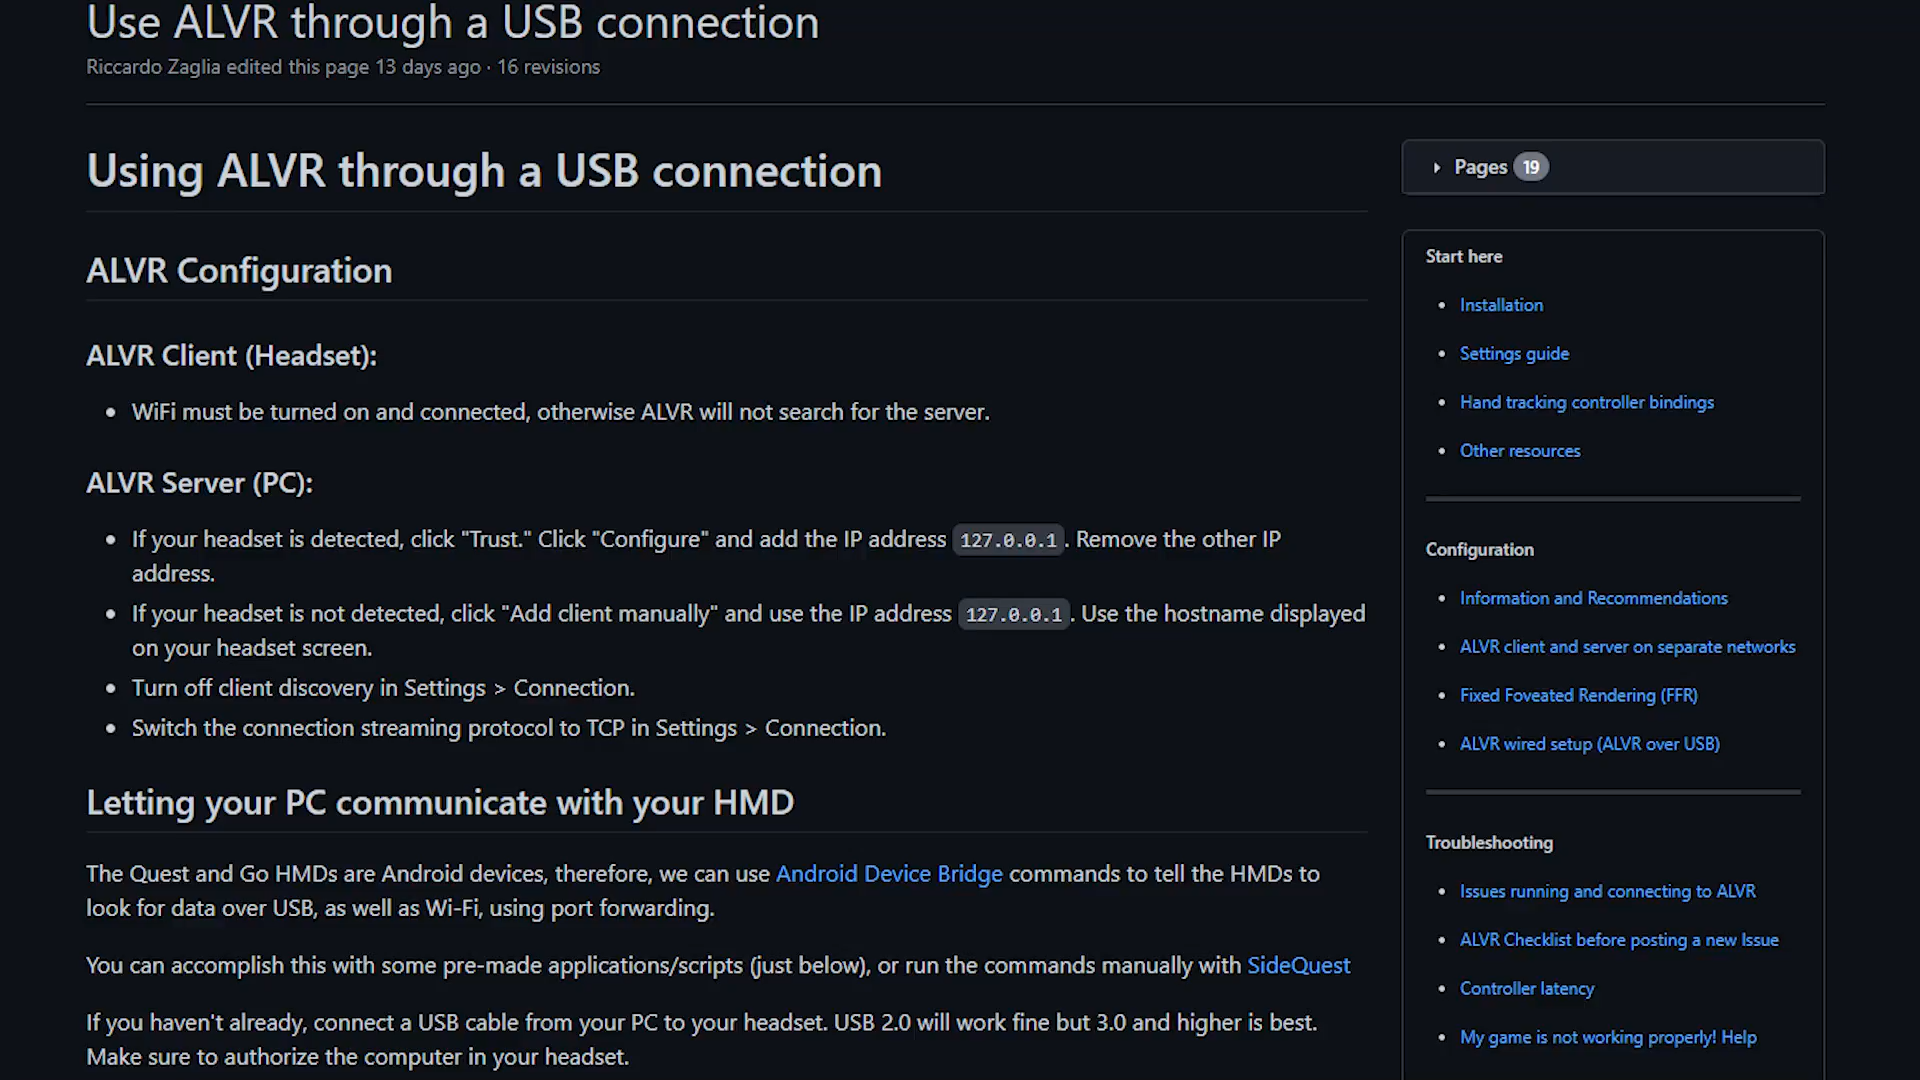 Use ALVR through a USB connection
Riccardo Zaglia edited this page 13 days ago · 16 revisions
Using ALVR through a USB connection
ALVR Configuration
ALVR Client (Headset):
• WiFi must be turned on and connected, otherwise ALVR will not search for the server.
ALVR Server (PC):
• If your headset is detected, click "Trust." Click "Configure" and add the IP address 127.0.0.1. Remove the other IP
address.
• If your headset is not detected, click "Add client manually" and use the IP address 127.0.0.1. Use the hostname displayed
on your headset screen.
• Turn off client discovery in Settings > Connection.
• Switch the connection streaming protocol to TCP in Settings > Connection.
Letting your PC communicate with your HMD
The Quest and Go HMDs are Android devices, therefore, we can use Android Device Bridge commands to tell the HMDs to
look for data over USB, as well as Wi-Fi, using port forwarding.
You can accomplish this with some pre-made applications/scripts (just below), or run the commands manually with SideQuest
If you haven't already, connect a USB cable from your PC to your headset. USB 2.0 will work fine but 3.0 and higher is best.
Make sure to authorize the computer in your headset.
Pages 19
Start here
• Installation
• Settings guide
• Hand tracking controller bindings
• Other resources
Configuration
• Information and Recommendations
• ALVR client and server on separate networks
• Fixed Foveated Rendering (FFR)
• ALVR wired setup (ALVR over USB)
Troubleshooting
• Issues running and connecting to ALVR
• ALVR Checklist before posting a new Issue
• Controller latency
• My game is not working properly! Help